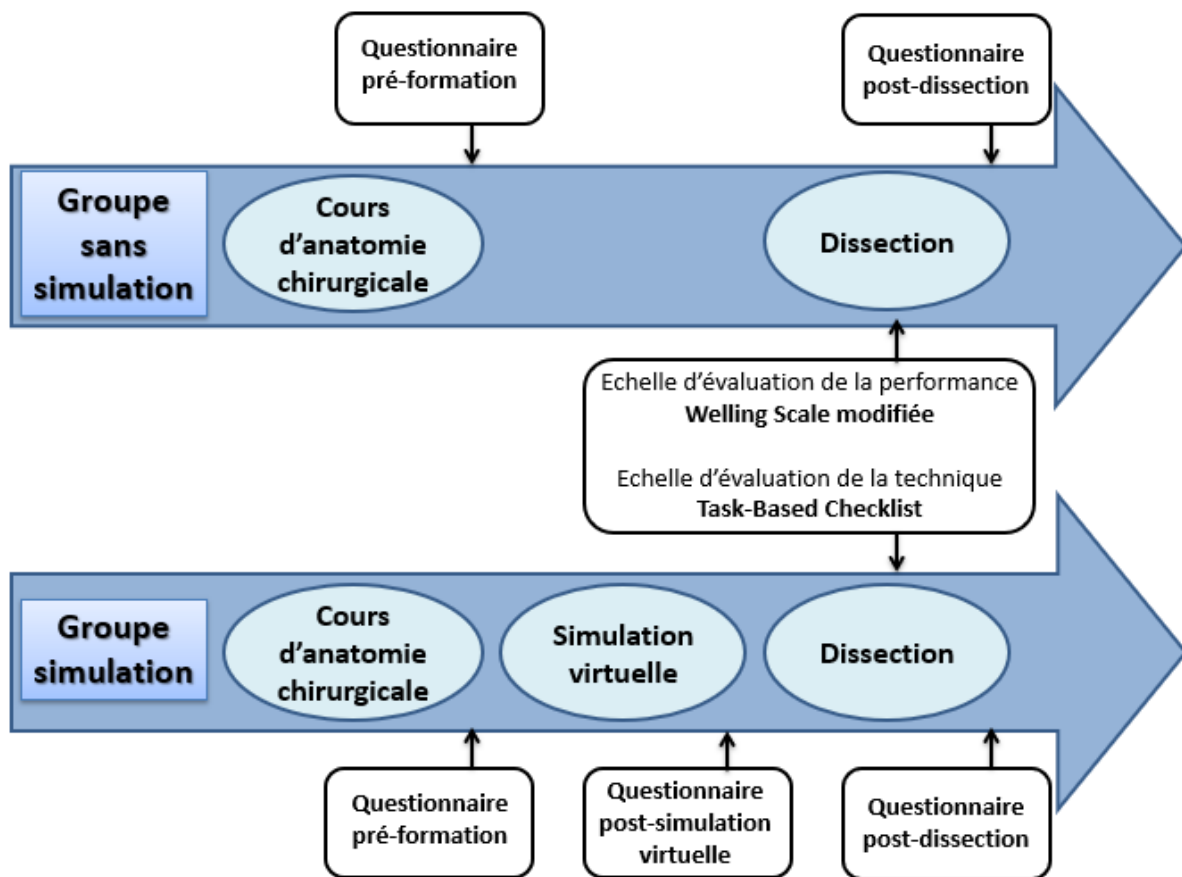 Questionnaire
pré-formation
Questionnaire
post-dissection
Groupe
sans
simulation
Cours
d'anatomie
chirurgicale
Dissection
Echelle d'évaluation de la performance
Welling Scale modifiée
Echelle d'évaluation de la technique
Task-Based Checklist
Groupe
simulation
Cours
d'anatomie
chirurgicale
Simulation
virtuelle
Dissection
Questionnaire
pré-formation
Questionnaire
post-simulation
virtuelle
Questionnaire
post-dissection